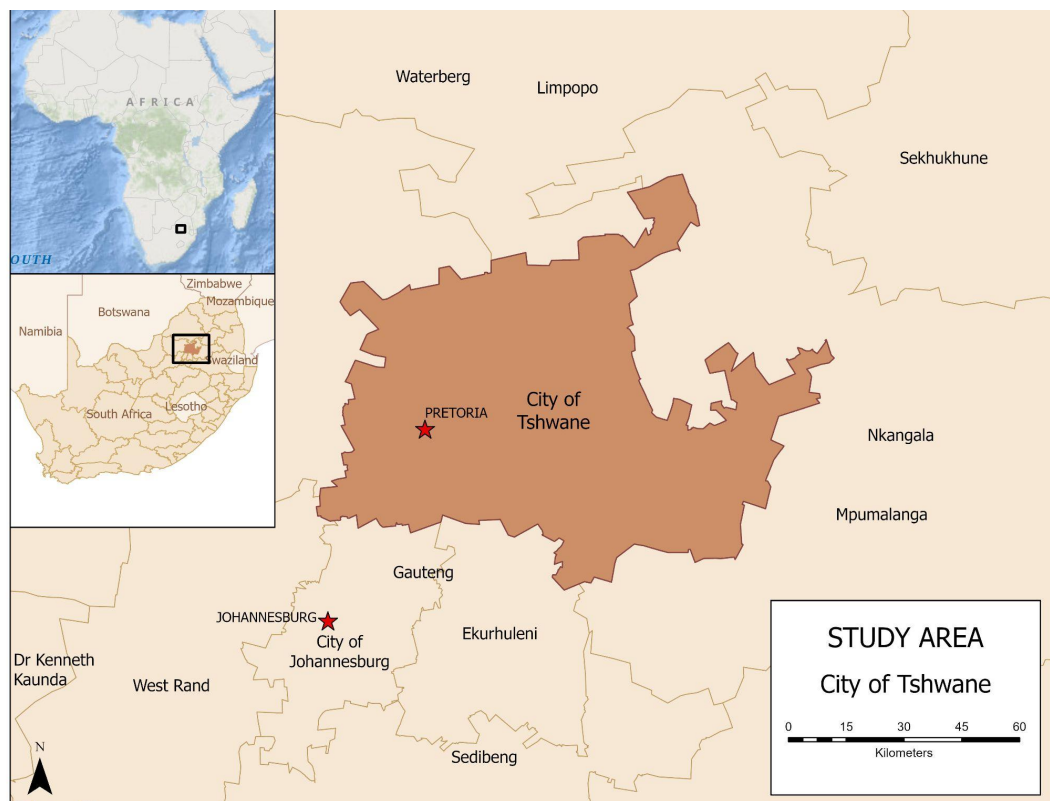 AFRICA
OUTH
Zimbabwe
Mozambique
Botswana
Namibia
Swaziland
South Africa
Lesotho
Waterberg
Limpopo
Sekhukhune
PRETORIA
City of
Tshwane
Nkangala
Mpumalanga
Gauteng
JOHANNESBURG
City of
Johannesburg
Ekurhuleni
Dr Kenneth
Kaunda
West Rand
Sedibeng
N
STUDY AREA
City of Tshwane
0 15 30 45 60
Kilometers